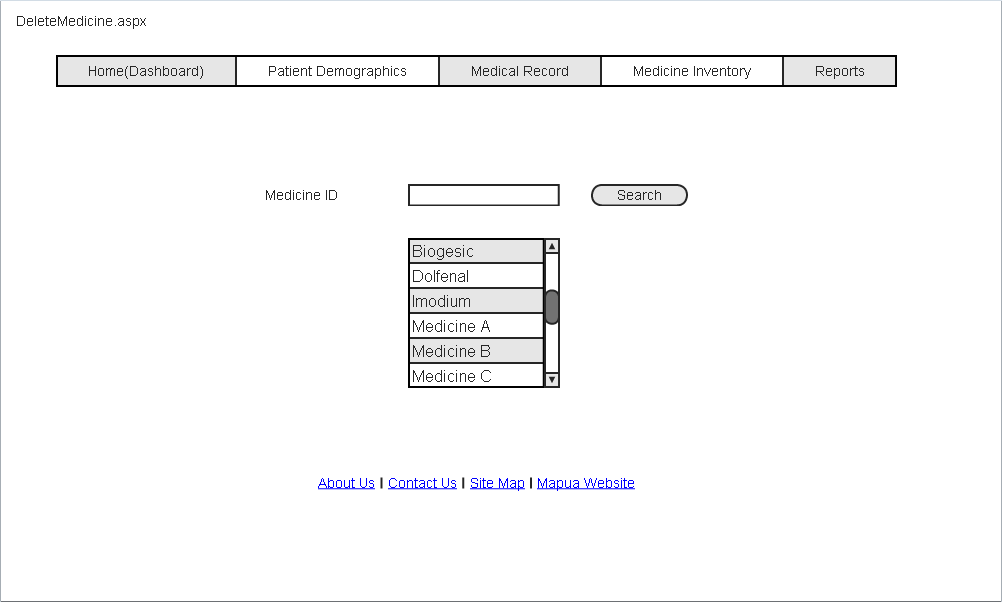 DeleteMedicine.aspx
Home(Dashboard) Patient Demographics Medical Record Medicine Inventory Reports
Medicine ID Search
Biogesic
Dolfenal
Imodium
Medicine A
Medicine B
Medicine C
About Us | Contact Us | Site Map | Mapua Website